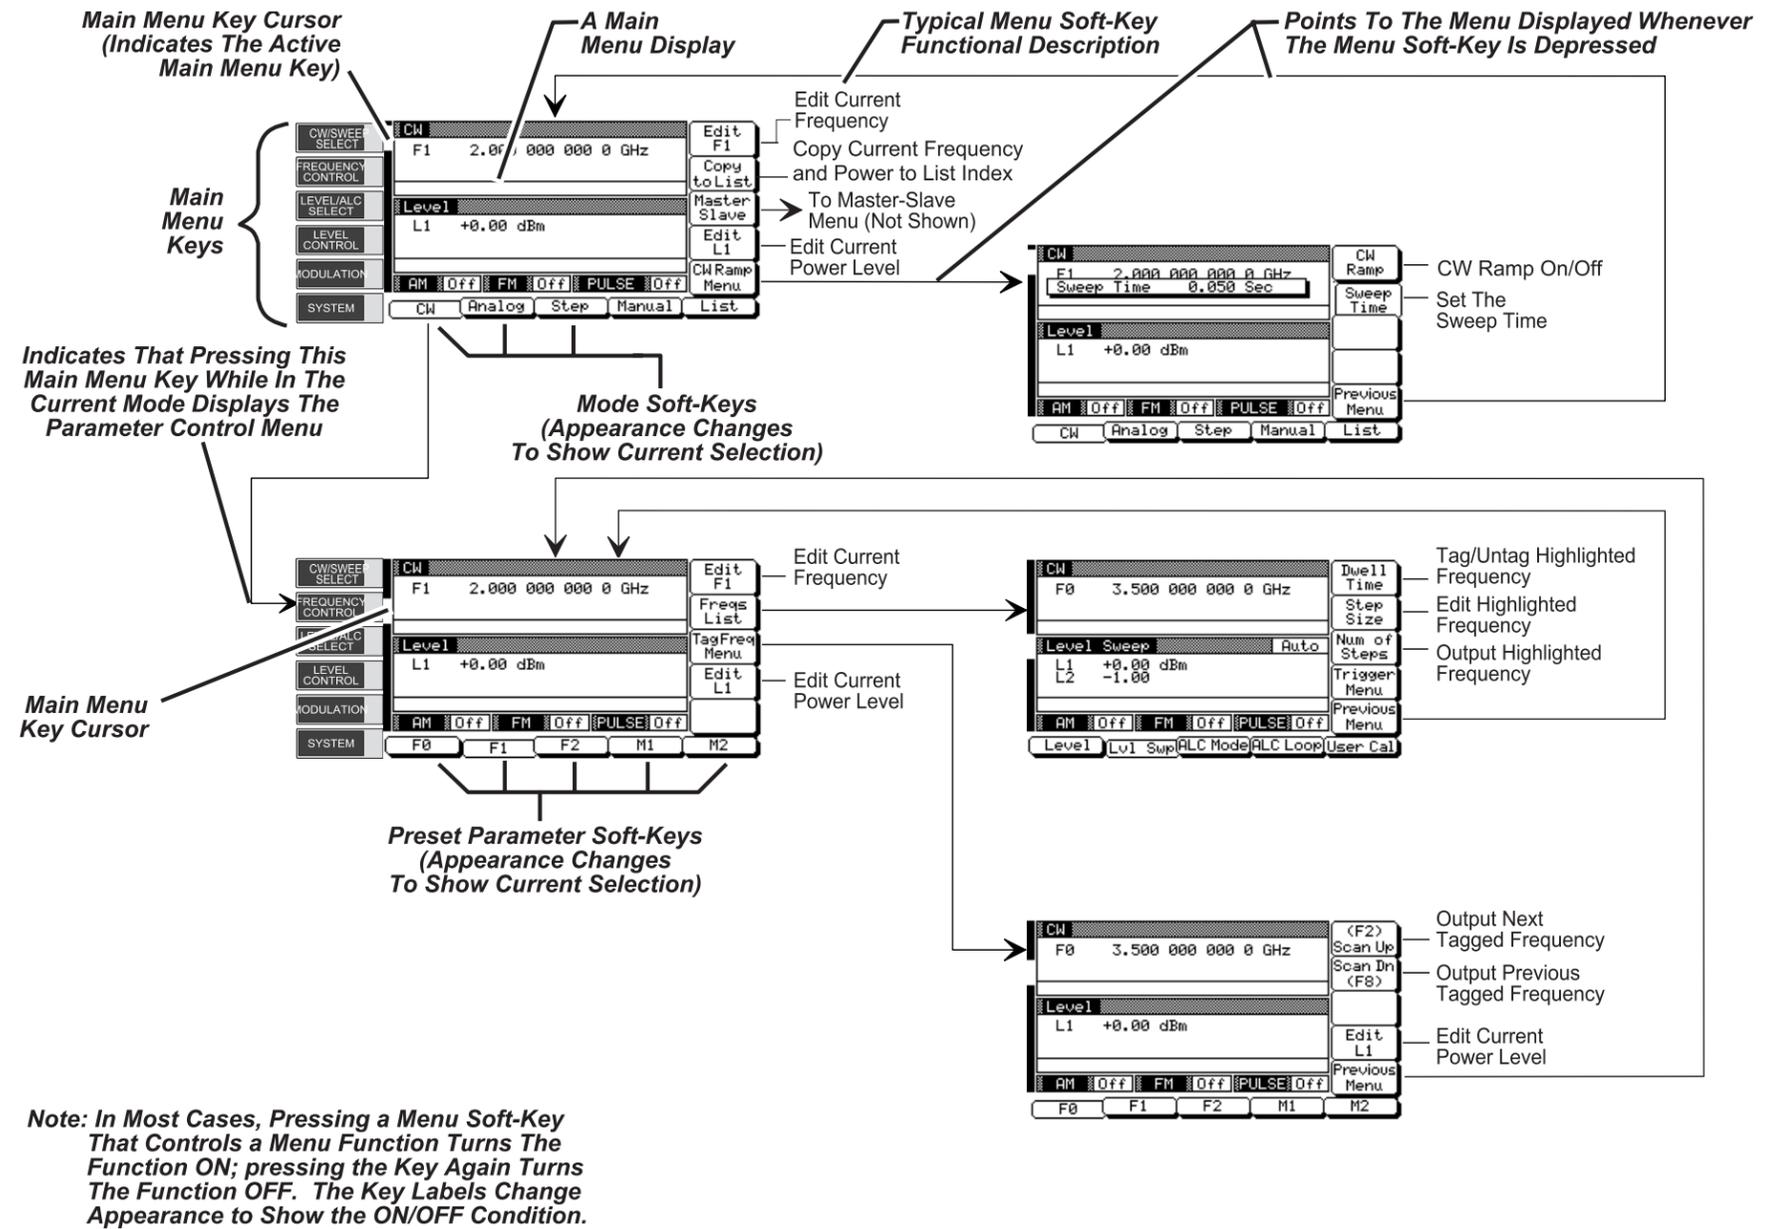 Main Menu Key Cursor
(Indicates The Active
Main Menu Key)
A Main
Menu Display
Typical Menu Soft-Key
Functional Description
Points To The Menu Displayed Whenever
The Menu Soft-Key Is Depressed
Main
Menu
Keys
CW/SWEEP
SELECT
FREQUENCY
CONTROL
LEVEL/ALC
SELECT
LEVEL
CONTROL
MODULATION
SYSTEM
CW
F1 2.000 000 000 0 GHz
Level
L1 +0.00 dBm
AM Off FM Off PULSE Off
CW Analog Step Manual List
Edit
F1
Copy
toList
Master
Slave
Edit
L1
CW Ramp
Menu
Edit Current
Frequency
Copy Current Frequency
and Power to List Index
To Master-Slave
Menu (Not Shown)
Edit Current
Power Level
CW
F1 2.000 000 000 0 GHz
Sweep Time 0.050 Sec
Level
L1 +0.00 dBm
AM Off FM Off PULSE Off
CW Analog Step Manual List
CW
Ramp
Sweep
Time
Previous
Menu
CW Ramp On/Off
Set The
Sweep Time
Indicates That Pressing This
Main Menu Key While In The
Current Mode Displays The
Parameter Control Menu
Mode Soft-Keys
(Appearance Changes
To Show Current Selection)
CW/SWEEP
SELECT
FREQUENCY
CONTROL
LEVEL/ALC
SELECT
LEVEL
CONTROL
MODULATION
SYSTEM
CW
F1 2.000 000 000 0 GHz
Level
L1 +0.00 dBm
AM Off FM Off PULSE Off
F0 F1 F2 M1 M2
Edit
F1
Freqs
List
TagFreq
Menu
Edit
L1
Edit Current
Frequency
Edit Current
Power Level
Main Menu
Key Cursor
Preset Parameter Soft-Keys
(Appearance Changes
To Show Current Selection)
CW
F0 3.500 000 000 0 GHz
Level Sweep Auto
L1 +0.00 dBm
L2 -1.00
AM Off FM Off PULSE Off
Level Lvl Swp ALC Mode ALC Loop User Cal
Dwell
Time
Step
Size
Num of
Steps
Trigger
Menu
Previous
Menu
Tag/Untag Highlighted
Frequency
Edit Highlighted
Frequency
Output Highlighted
Frequency
CW
F0 3.500 000 000 0 GHz
Level
L1 +0.00 dBm
AM Off FM Off PULSE Off
F0 F1 F2 M1 M2
(F2)
Scan Up
Scan Dn
(F8)
Edit
L1
Previous
Menu
Output Next
Tagged Frequency
Output Previous
Tagged Frequency
Edit Current
Power Level
Note: In Most Cases, Pressing a Menu Soft-Key
That Controls a Menu Function Turns The
Function ON; pressing the Key Again Turns
The Function OFF. The Key Labels Change
Appearance to Show the ON/OFF Condition.